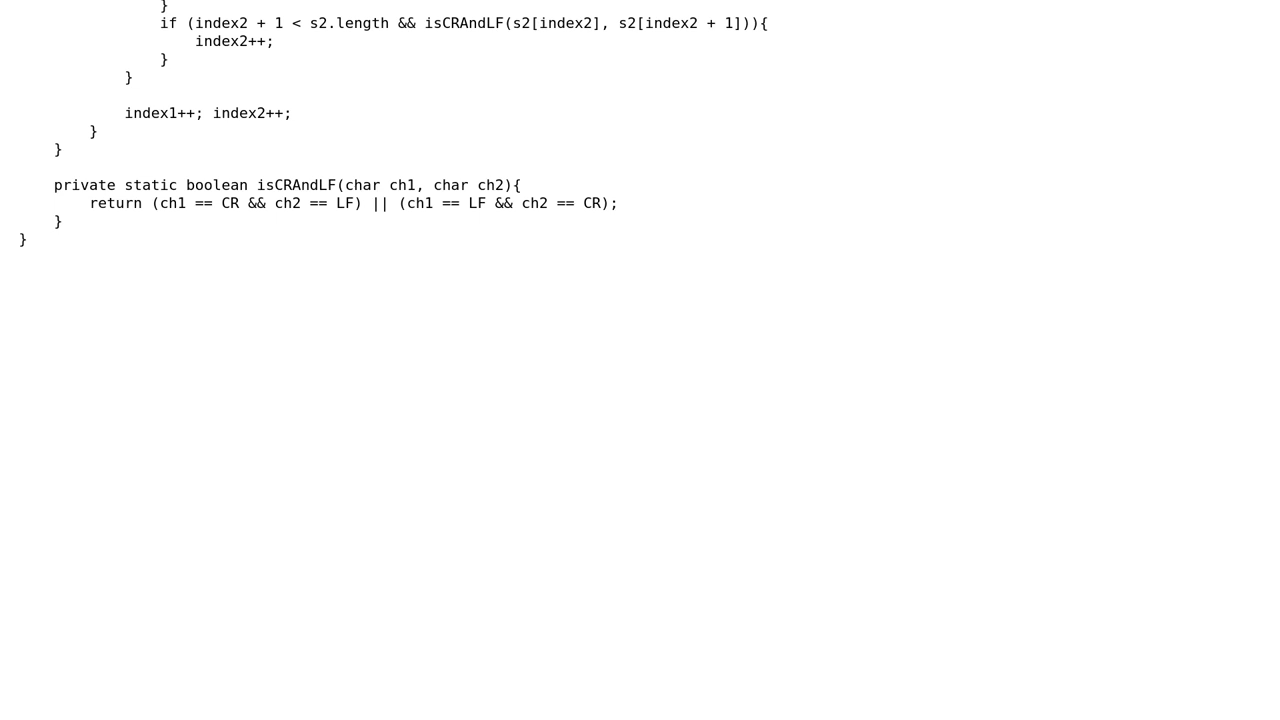 }
if (index2 + 1 < s2.length && isCRAndLF(s2[index2], s2[index2 + 1])){
index2++;
}
}
index1++; index2++;
}
}
private static boolean isCRAndLF(char ch1, char ch2){
return (ch1 == CR && ch2 == LF) || (ch1 == LF && ch2 == CR);
}
}